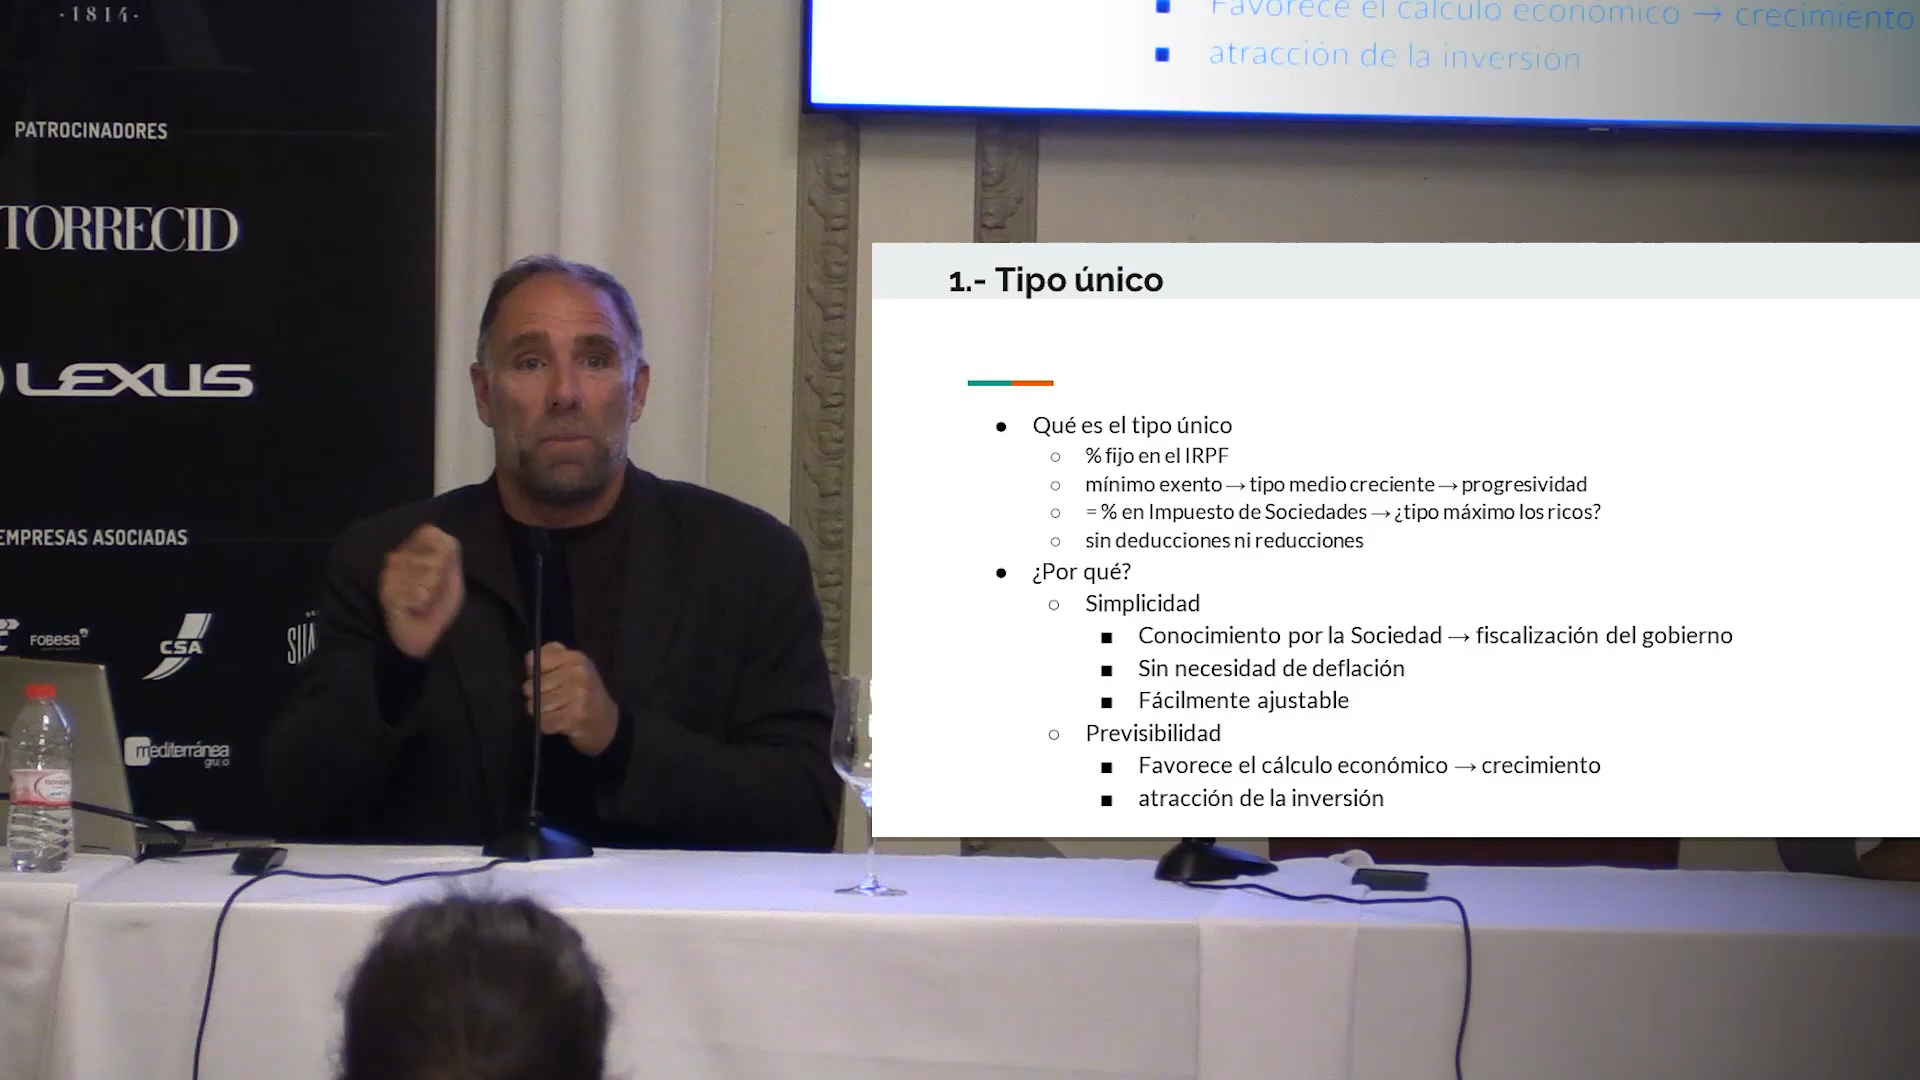 ·1814·
PATROCINADORES
TORRECID
LEXUS
EMPRESAS ASOCIADAS
FOBESA
CSA
mediterránea
grupo
Favorece el cálculo económico → crecimiento
■ atracción de la inversión
1.- Tipo único
● Qué es el tipo único
○ % fijo en el IRPF
○ mínimo exento → tipo medio creciente → progresividad
○ = % en Impuesto de Sociedades → ¿tipo máximo los ricos?
○ sin deducciones ni reducciones
● ¿Por qué?
○ Simplicidad
■ Conocimiento por la Sociedad → fiscalización del gobierno
■ Sin necesidad de deflación
■ Fácilmente ajustable
○ Previsibilidad
■ Favorece el cálculo económico → crecimiento
■ atracción de la inversión